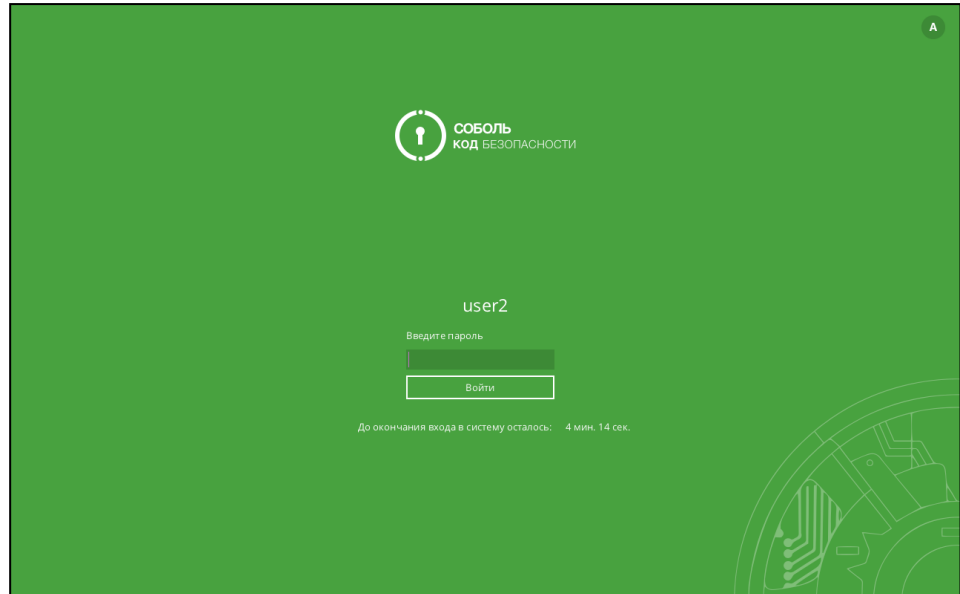 A
СОБОЛЬ
КОД БЕЗОПАСНОСТИ
user2
Введите пароль
Войти
До окончания входа в систему осталось: 4 мин. 14 сек.